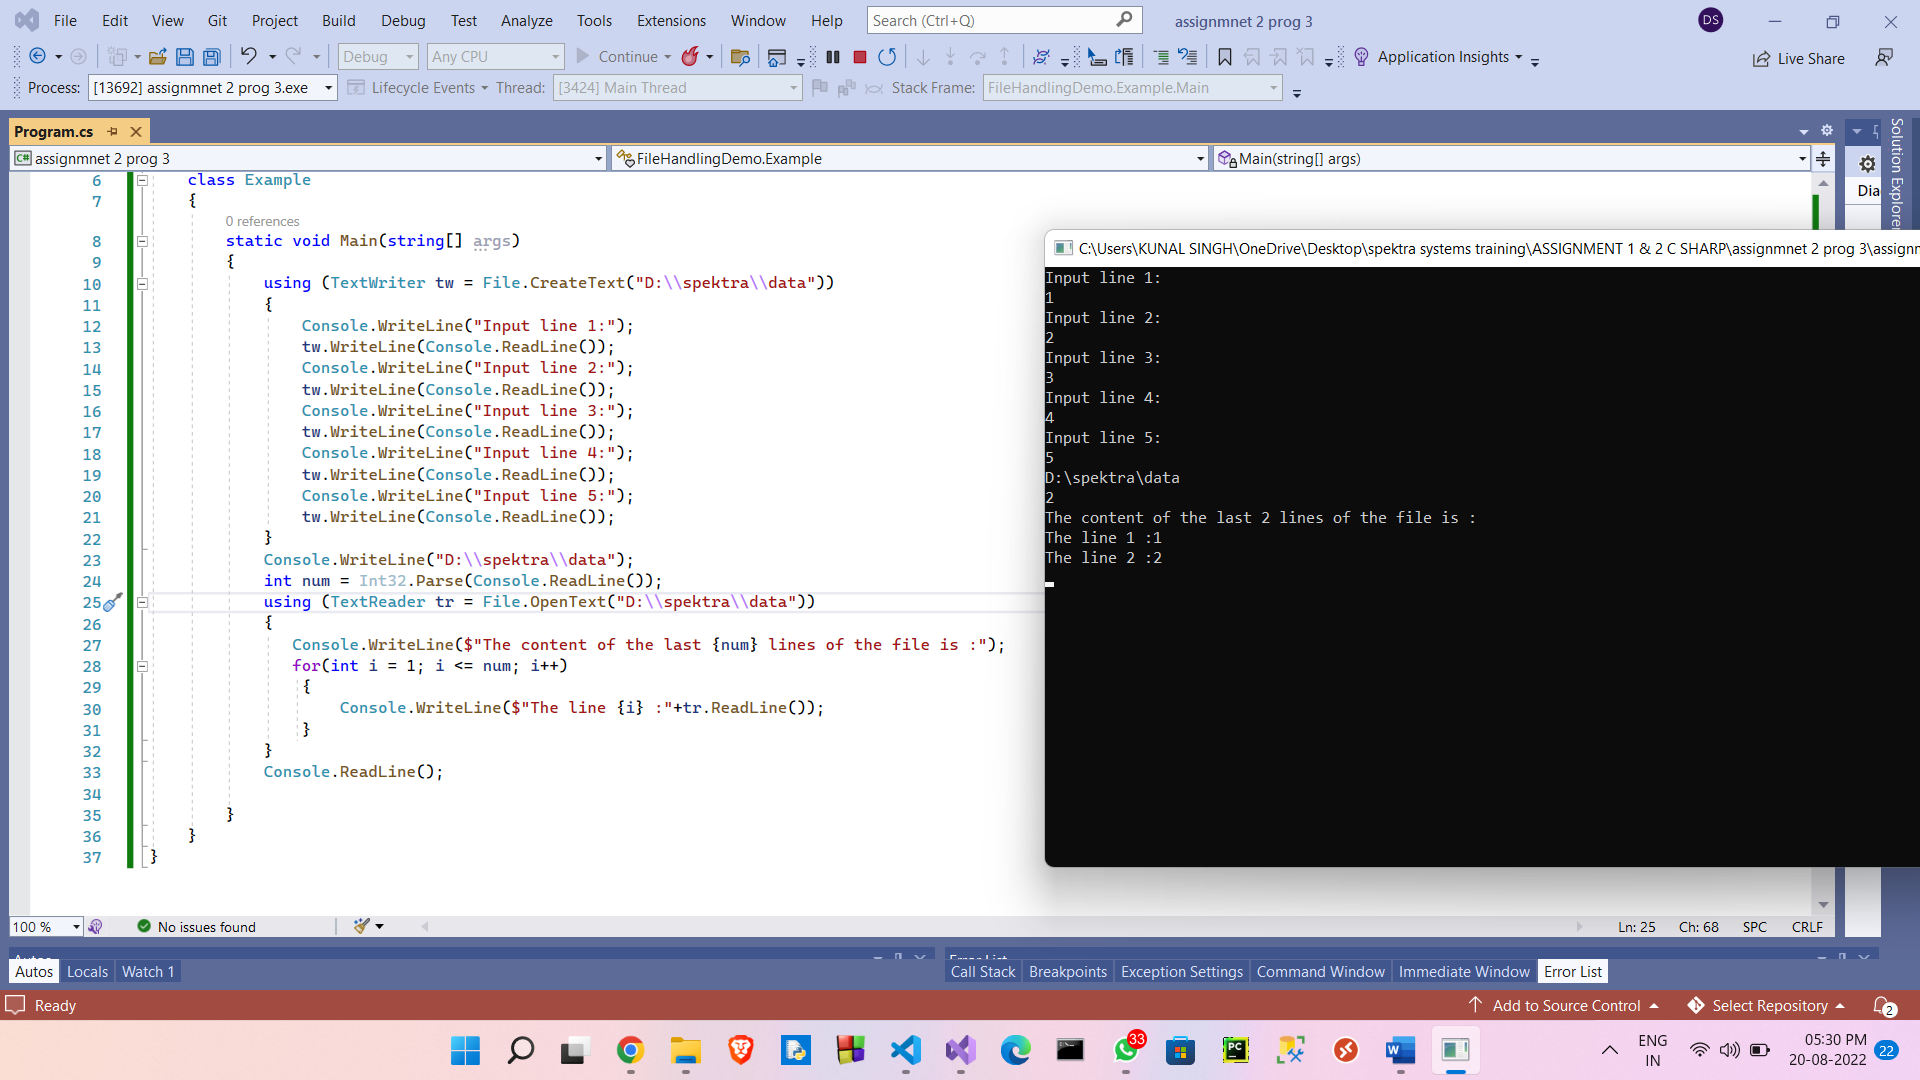 File Edit View Git Project Build Debug Test Analyze Tools Extensions Window Help Search (Ctrl+Q) assignmnet 2 prog 3 DS
Debug Any CPU Continue Application Insights Live Share
Process: [13692] assignmnet 2 prog 3.exe Lifecycle Events Thread: [3424] Main Thread Stack Frame: FileHandlingDemo.Example.Main
Program.cs
assignmnet 2 prog 3 FileHandlingDemo.Example Main(string[] args)
Solution Explorer
Dia
6 class Example
7 {
0 references
8 static void Main(string[] args)
9 {
10 using (TextWriter tw = File.CreateText("D:\\spektra\\data"))
11 {
12 Console.WriteLine("Input line 1:");
13 tw.WriteLine(Console.ReadLine());
14 Console.WriteLine("Input line 2:");
15 tw.WriteLine(Console.ReadLine());
16 Console.WriteLine("Input line 3:");
17 tw.WriteLine(Console.ReadLine());
18 Console.WriteLine("Input line 4:");
19 tw.WriteLine(Console.ReadLine());
20 Console.WriteLine("Input line 5:");
21 tw.WriteLine(Console.ReadLine());
22 }
23 Console.WriteLine("D:\\spektra\\data");
24 int num = Int32.Parse(Console.ReadLine());
25 using (TextReader tr = File.OpenText("D:\\spektra\\data"))
26 {
27 Console.WriteLine($"The content of the last {num} lines of the file is :");
28 for(int i = 1; i <= num; i++)
29 {
30 Console.WriteLine($"The line {i} :"+tr.ReadLine());
31 }
32 }
33 Console.ReadLine();
34
35 }
36 }
37 }
C:\Users\KUNAL SINGH\OneDrive\Desktop\spektra systems training\ASSIGNMENT 1 & 2 C SHARP\assignmnet 2 prog 3\assignm
Input line 1:
1
Input line 2:
2
Input line 3:
3
Input line 4:
4
Input line 5:
5
D:\spektra\data
2
The content of the last 2 lines of the file is :
The line 1 :1
The line 2 :2
100 % No issues found Ln: 25 Ch: 68 SPC CRLF
Autos Error List
Autos Locals Watch 1 Call Stack Breakpoints Exception Settings Command Window Immediate Window Error List
Ready Add to Source Control Select Repository 2
33 PC ENG 05:30 PM
IN 20-08-2022 22